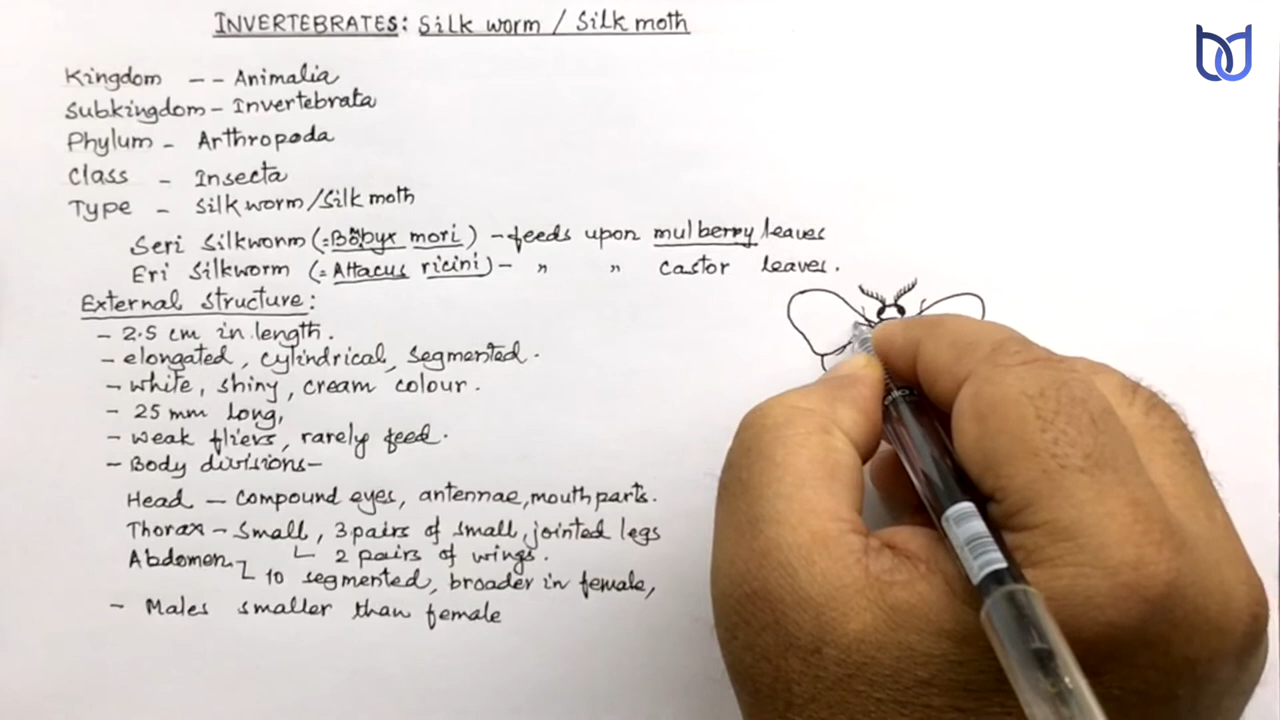 INVERTEBRATES: Silk worm / Silk moth
Kingdom -- Animalia
Subkingdom - Invertebrata
Phylum - Arthropoda
Class - Insecta
Type - Silk worm/Silk moth
Seri Silkworm (=Bombyx mori) - feeds upon mulberry leaves
Eri Silkworm (=Attacus ricini) - " " castor leaves.
External structure:
- 2.5 cm in length.
- elongated, cylindrical, segmented.
- white, shiny, cream colour.
- 25 mm long,
- weak fliers, rarely feed.
- Body divisions-
Head - compound eyes, antennae, mouth parts.
Thorax - small, 3 pairs of small, jointed legs
2 pairs of wings.
Abdomen
10 segmented, broader in female,
- Males smaller than female